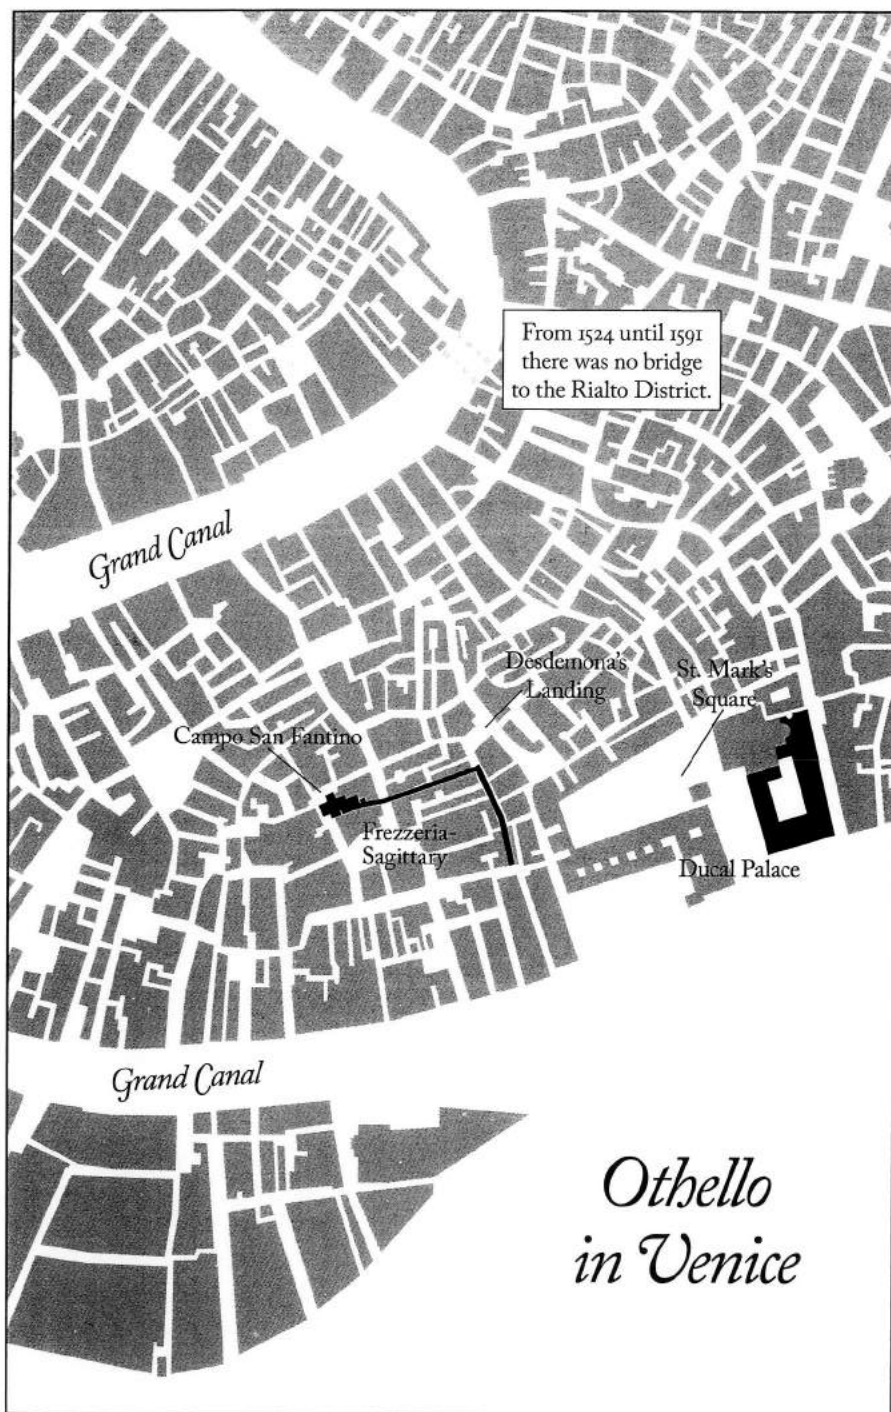 From 1524 until 1591
there was no bridge
to the Rialto District.
Grand Canal
Desdemona's
Landing
St. Mark's
Square
Campo San Fantino
Frezzeria-
Sagittary
Ducal Palace
Grand Canal
Othello
in Venice